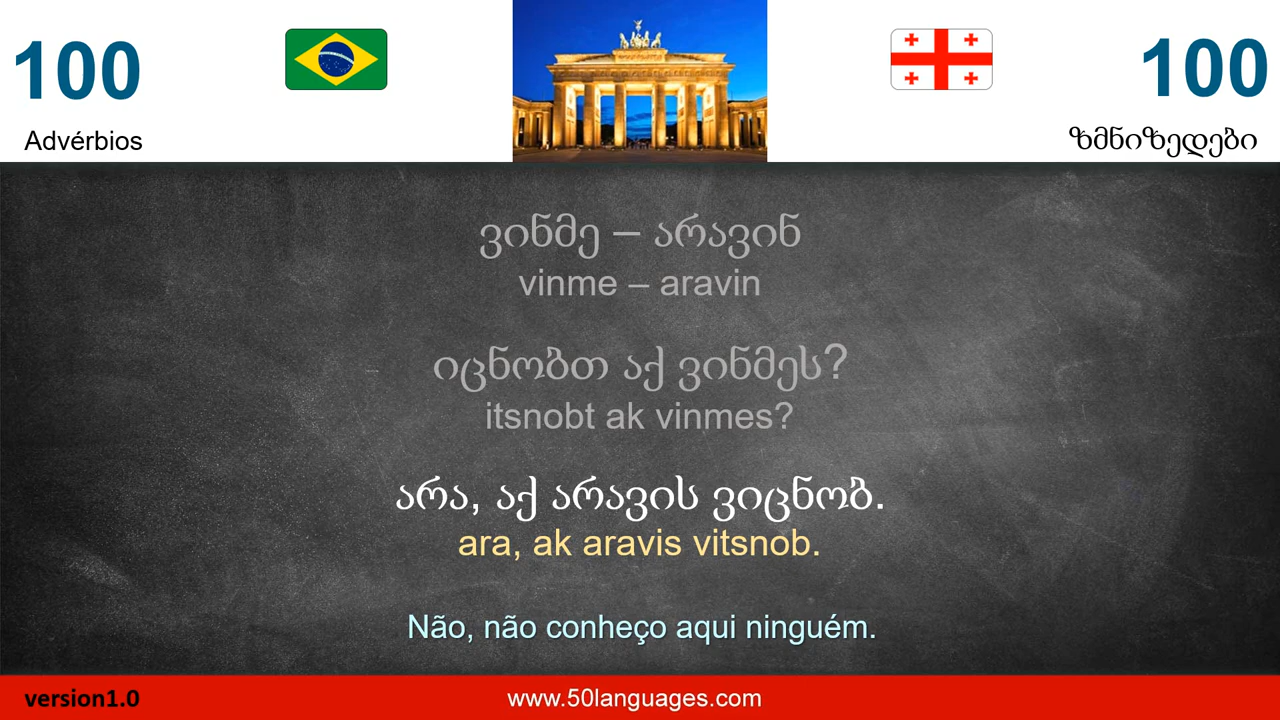 100
100
Advérbios
ზმნიზედები
ვინმე – არავინ
vinme – aravin
იცნობთ აქ ვინმეს?
itsnobt ak vinmes?
არა, აქ არავის ვიცნობ.
ara, ak aravis vitsnob.
Não, não conheço aqui ninguém.
version1.0
www.50languages.com